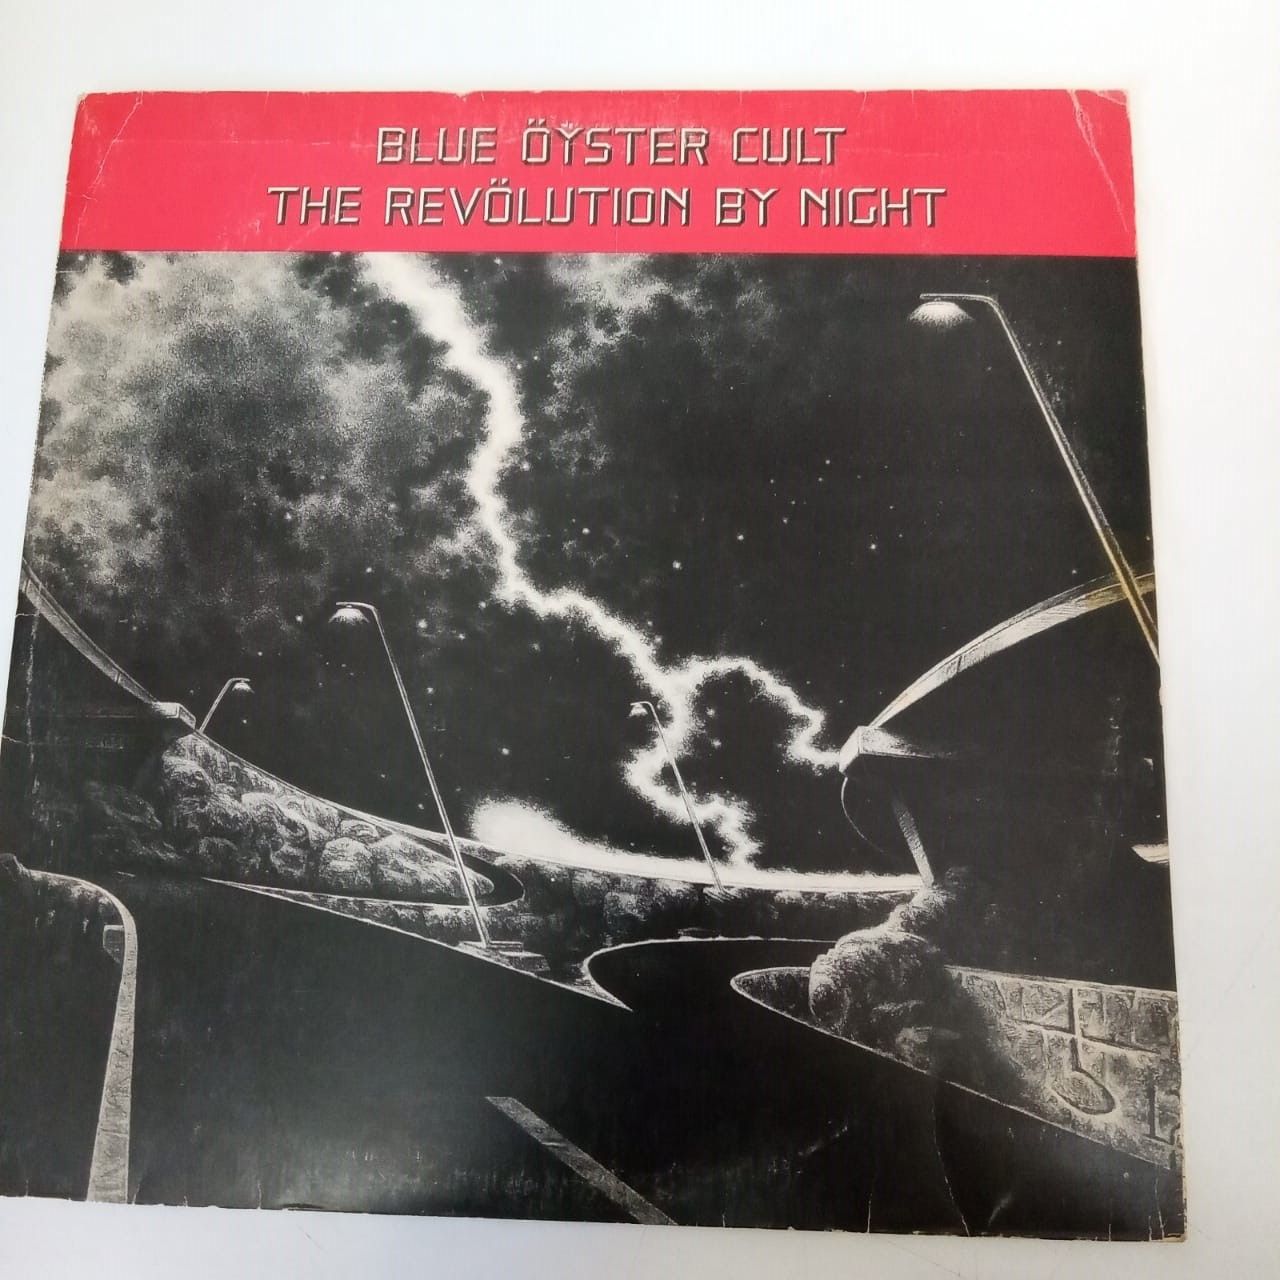 BLUE ÖYSTER CULT
THE REVÖLUTION BY NIGHT